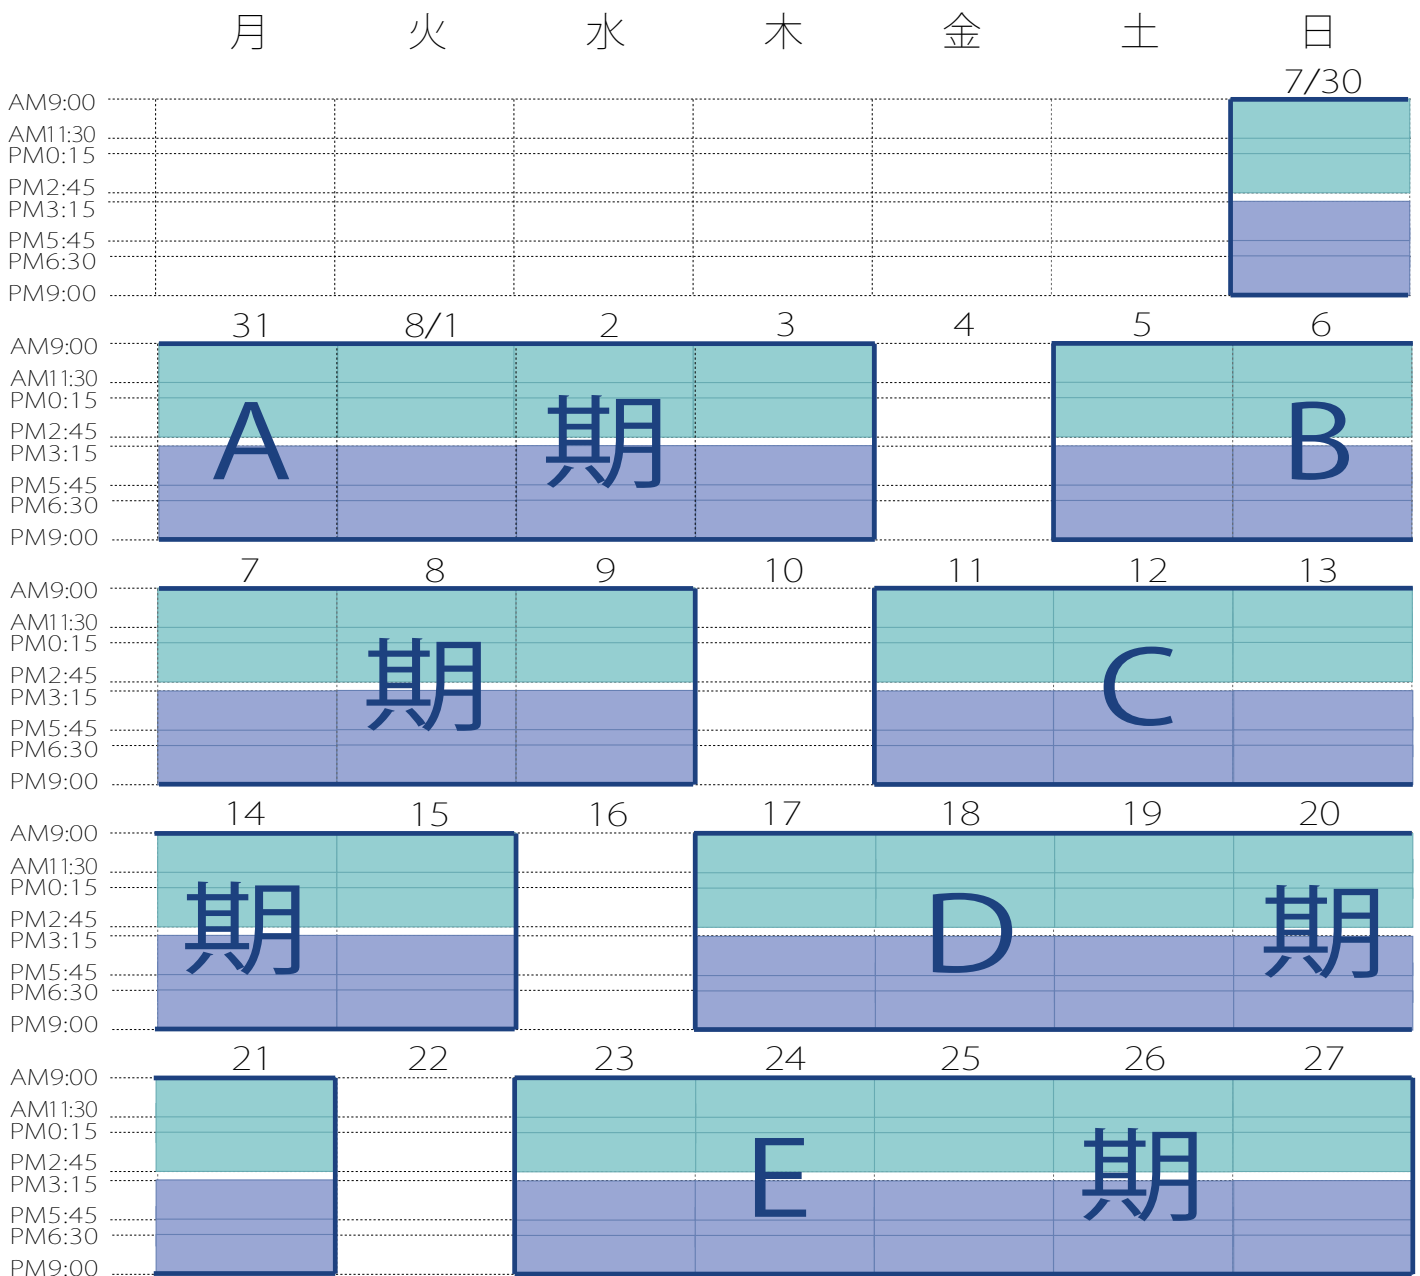 月 火 水 木 金 土 日
7/30
AM9:00
AM11:30
PM0:15
PM2:45
PM3:15
PM5:45
PM6:30
PM9:00
31 8/1 2 3 4 5 6
AM9:00
AM11:30
PM0:15
PM2:45
PM3:15
PM5:45
PM6:30
PM9:00
A 期 B
7 8 9 10 11 12 13
AM9:00
AM11:30
PM0:15
PM2:45
PM3:15
PM5:45
PM6:30
PM9:00
期 C
14 15 16 17 18 19 20
AM9:00
AM11:30
PM0:15
PM2:45
PM3:15
PM5:45
PM6:30
PM9:00
期 D 期
21 22 23 24 25 26 27
AM9:00
AM11:30
PM0:15
PM2:45
PM3:15
PM5:45
PM6:30
PM9:00
E 期